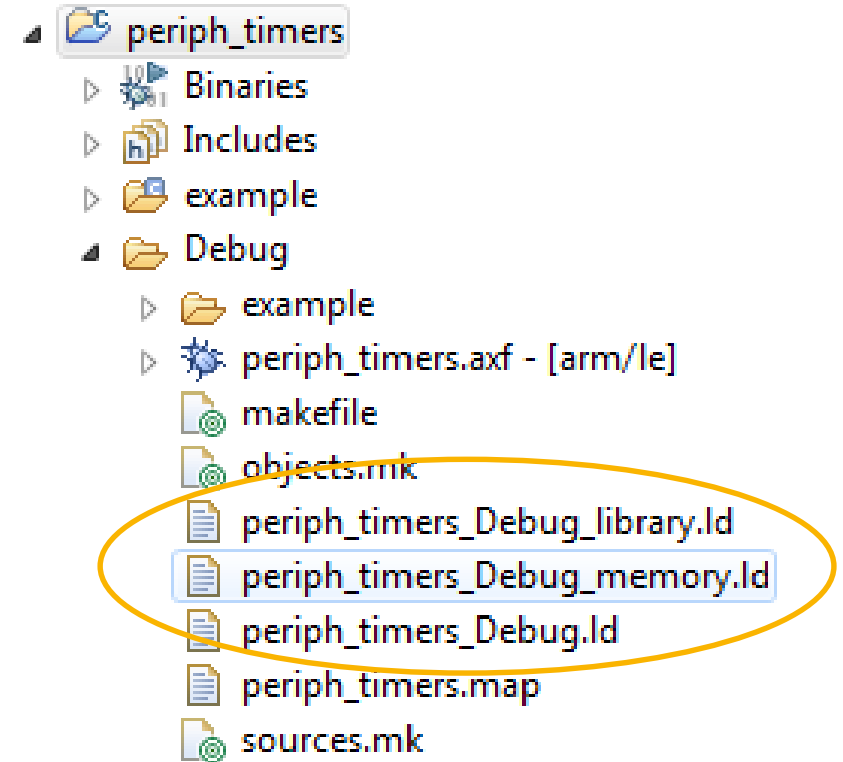 periph_timers
Binaries
Includes
example
Debug
example
periph_timers.axf - [arm/le]
makefile
objects.mk
periph_timers_Debug_library.ld
periph_timers_Debug_memory.ld
periph_timers_Debug.ld
periph_timers.map
sources.mk